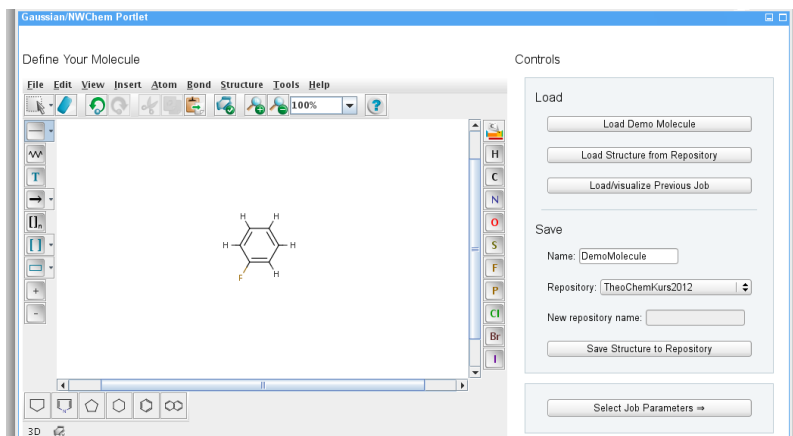 Gaussian/NWChem Portlet
Define Your Molecule
File Edit View Insert Atom Bond Structure Tools Help
100%
?
T
[]n
[]
+
-
H H
H H
F H
H
C
N
O
S
F
P
Cl
Br
I
3D
Controls
Load
Load Demo Molecule
Load Structure from Repository
Load/visualize Previous Job
Save
Name: DemoMolecule
Repository: TheoChemKurs2012
New repository name:
Save Structure to Repository
Select Job Parameters ⇒